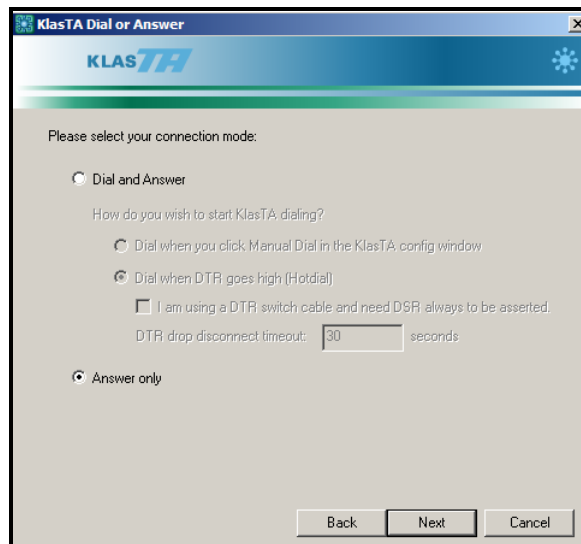 KlasTA Dial or Answer
KLASTA
Please select your connection mode:
Dial and Answer
How do you wish to start KlasTA dialing?
Dial when you click Manual Dial in the KlasTA config window
Dial when DTR goes high (Hotdial)
I am using a DTR switch cable and need DSR always to be asserted.
DTR drop disconnect timeout: 30 seconds
Answer only
Back Next Cancel